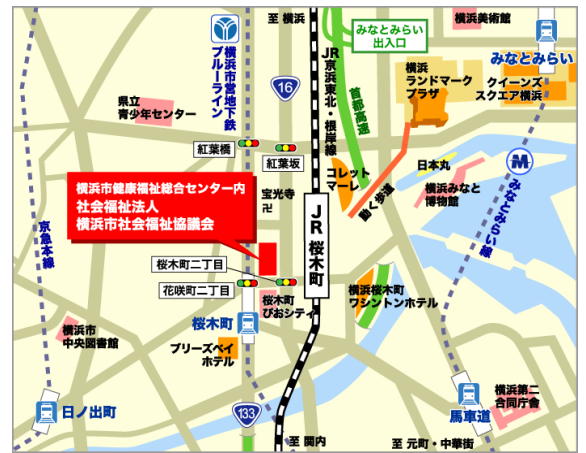 至 横浜
みなとみらい
出入口
横浜美術館
みなとみらい
クイーンズ
スクエア横浜
横浜
ランドマーク
プラザ
横浜市営地下鉄
ブルーライン
16
JR京浜東北・根岸線
首都高速
県立
青少年センター
紅葉橋
紅葉坂
コレット
マーレ
動く歩道
日本丸
横浜みなと
博物館
M
みなとみらい線
横浜市健康福祉総合センター内
社会福祉法人
横浜市社会福祉協議会
宝光寺
卍
JR 桜木町
京急本線
桜木町二丁目
花咲町二丁目
桜木町
ぴおシティ
横浜桜木町
ワシントンホテル
桜木町
ブリーズベイ
ホテル
横浜市
中央図書館
日ノ出町
133
至 関内
馬車道
横浜第二
合同庁舎
至 元町・中華街